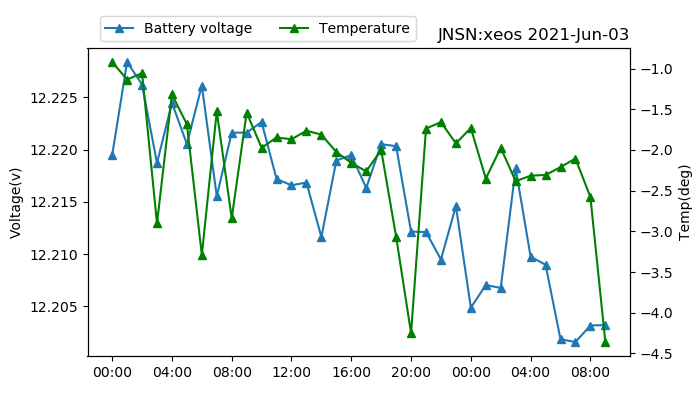 Battery voltage Temperature
JNSN:xeos 2021-Jun-03
Voltage(v)
12.225
12.220
12.215
12.210
12.205
−1.0
−1.5
−2.0
−2.5
−3.0
−3.5
−4.0
−4.5
Temp(deg)
00:00 04:00 08:00 12:00 16:00 20:00 00:00 04:00 08:00